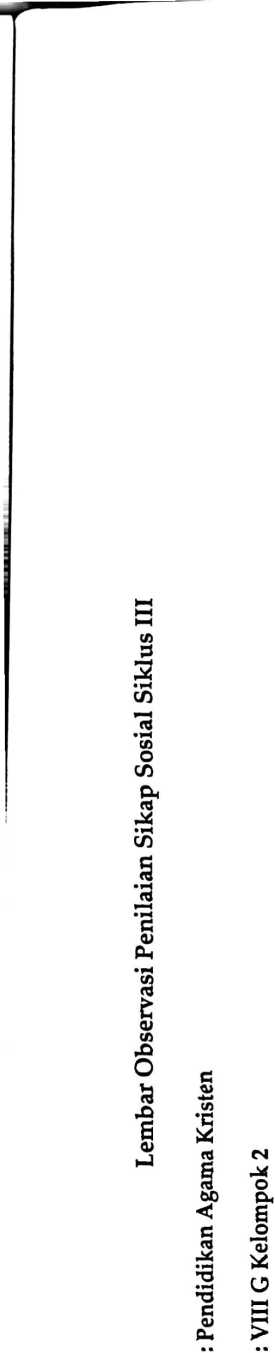 Lembar Observasi Penilaian Sikap Sosial Siklus III
: Pendidikan Agama Kristen
: VIII G Kelompok 2